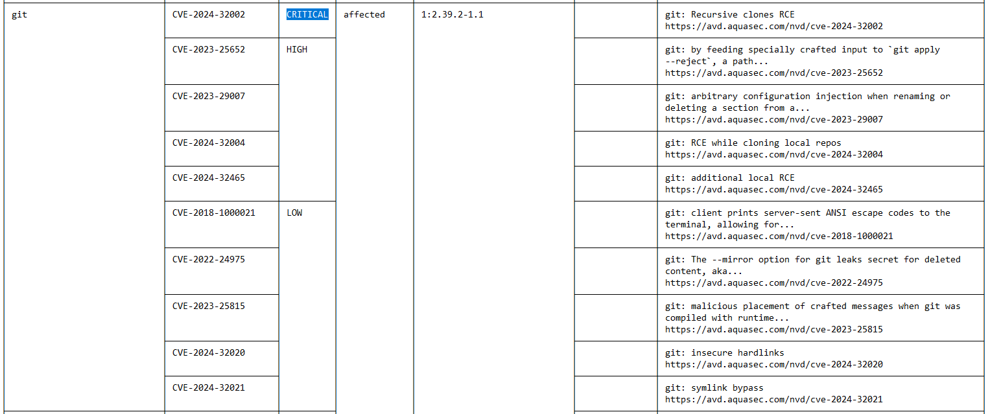 git CVE-2024-32002 CRITICAL affected 1:2.39.2-1.1 git: Recursive clones RCE
https://avd.aquasec.com/nvd/cve-2024-32002
CVE-2023-25652 HIGH git: by feeding specially crafted input to `git apply
--reject`, a path...
https://avd.aquasec.com/nvd/cve-2023-25652
CVE-2023-29007 git: arbitrary configuration injection when renaming or
deleting a section from a...
https://avd.aquasec.com/nvd/cve-2023-29007
CVE-2024-32004 git: RCE while cloning local repos
https://avd.aquasec.com/nvd/cve-2024-32004
CVE-2024-32465 git: additional local RCE
https://avd.aquasec.com/nvd/cve-2024-32465
CVE-2018-1000021 LOW git: client prints server-sent ANSI escape codes to the
terminal, allowing for...
https://avd.aquasec.com/nvd/cve-2018-1000021
CVE-2022-24975 git: The --mirror option for git leaks secret for deleted
content, aka...
https://avd.aquasec.com/nvd/cve-2022-24975
CVE-2023-25815 git: malicious placement of crafted messages when git was
compiled with runtime...
https://avd.aquasec.com/nvd/cve-2023-25815
CVE-2024-32020 git: insecure hardlinks
https://avd.aquasec.com/nvd/cve-2024-32020
CVE-2024-32021 git: symlink bypass
https://avd.aquasec.com/nvd/cve-2024-32021